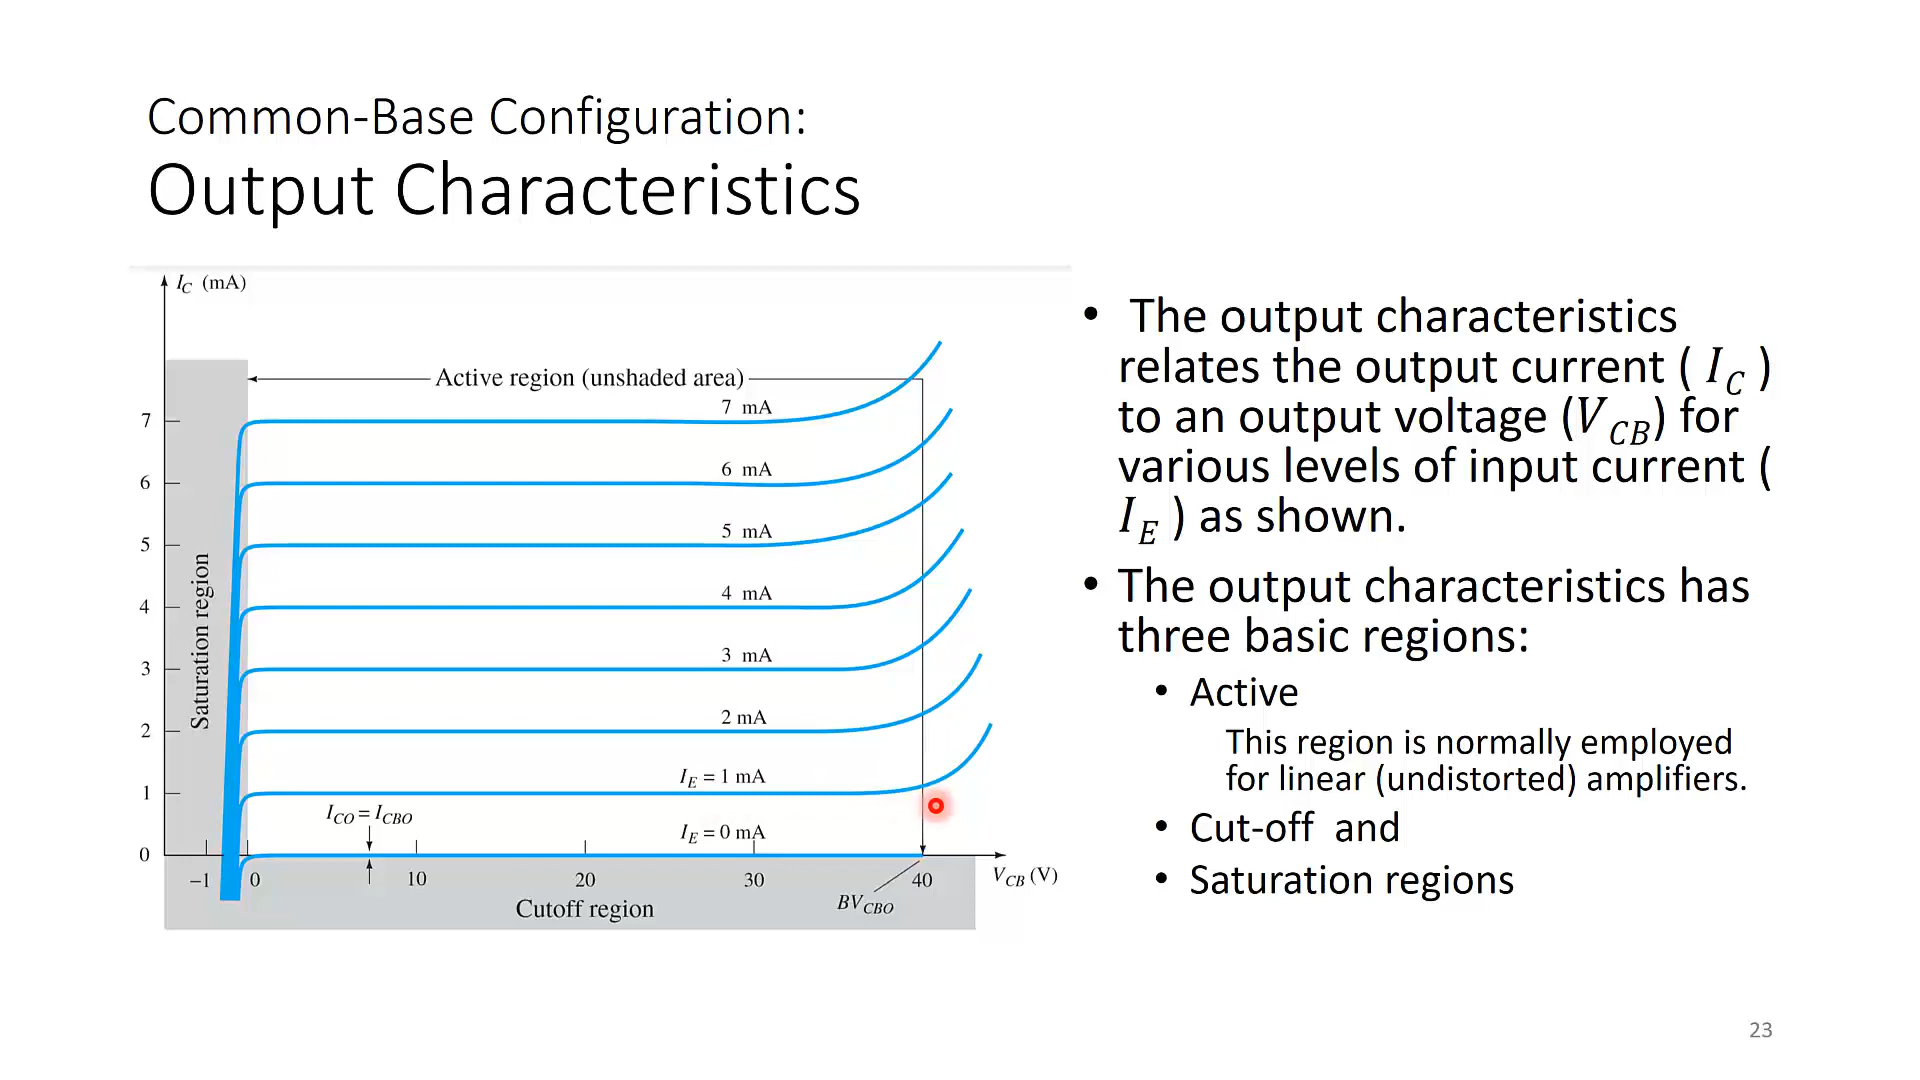 Common-Base Configuration:
Output Characteristics
I_C (mA)
Active region (unshaded area)
7 mA
7
6 mA
6
5 mA
5
4 mA
4
3 mA
3
2 mA
2
I_E = 1 mA
1
I_CO = I_CBO
I_E = 0 mA
0
−1 0 10 20 30 40 V_CB (V)
BV_CBO
Cutoff region
Saturation region
• The output characteristics
relates the output current ( I_C )
to an output voltage (V_CB) for
various levels of input current (
I_E ) as shown.
• The output characteristics has
three basic regions:
• Active
This region is normally employed
for linear (undistorted) amplifiers.
• Cut-off and
• Saturation regions
23